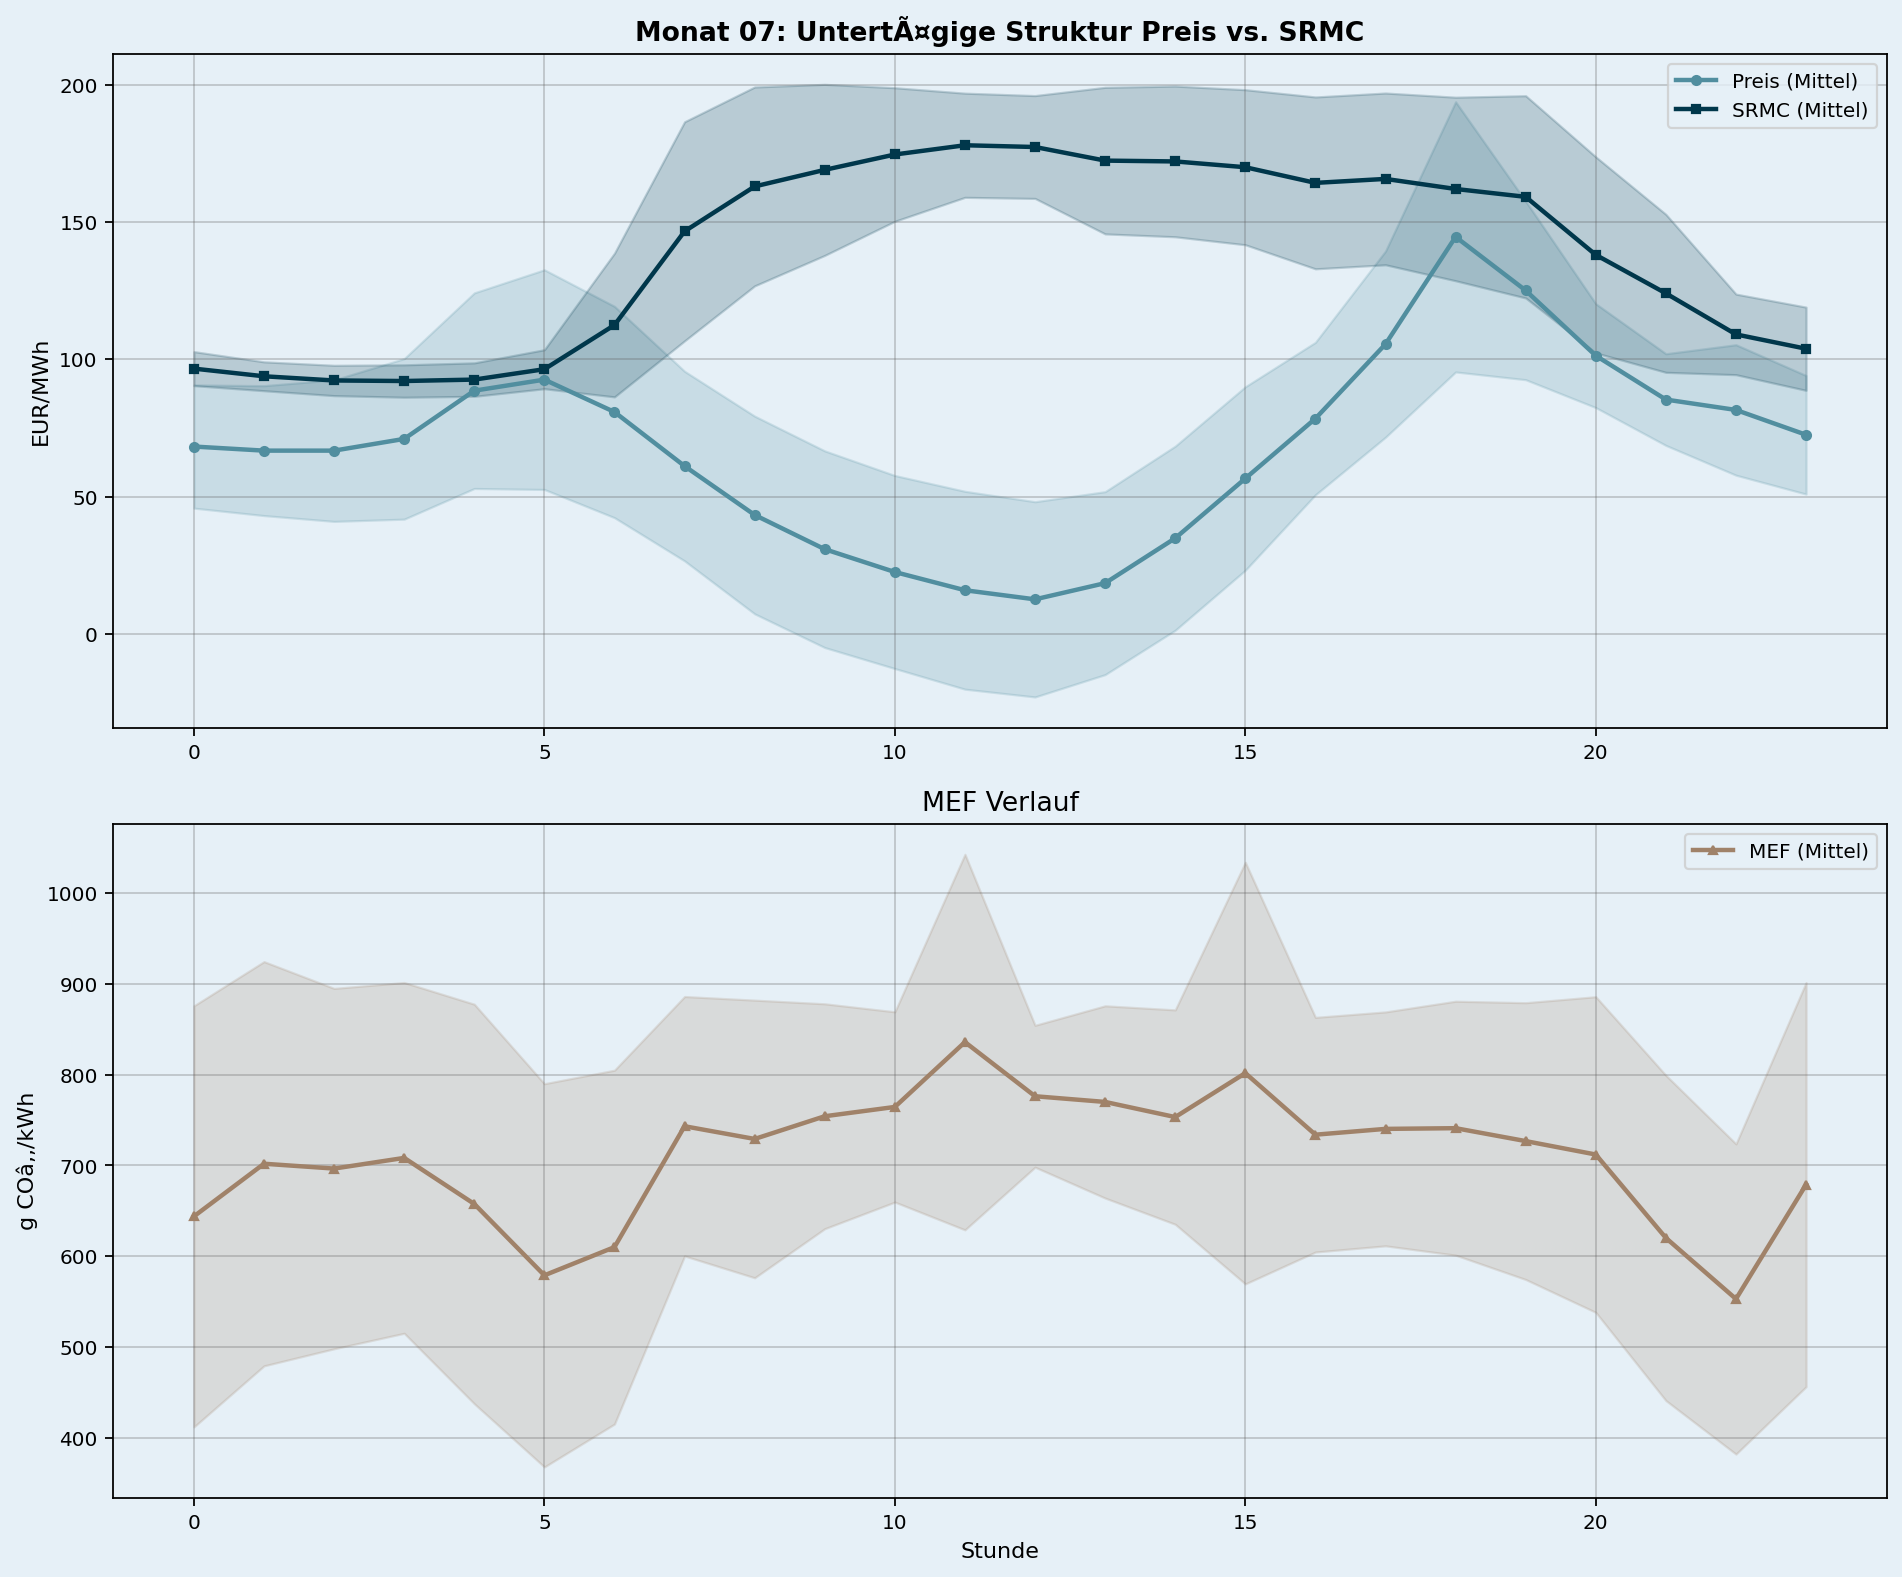 Monat 07: UntertÃ¤gige Struktur Preis vs. SRMC
Preis (Mittel)
SRMC (Mittel)
EUR/MWh
200
150
100
50
0
0 5 10 15 20
MEF Verlauf
MEF (Mittel)
g COâ‚‚/kWh
1000
900
800
700
600
500
400
0 5 10 15 20
Stunde